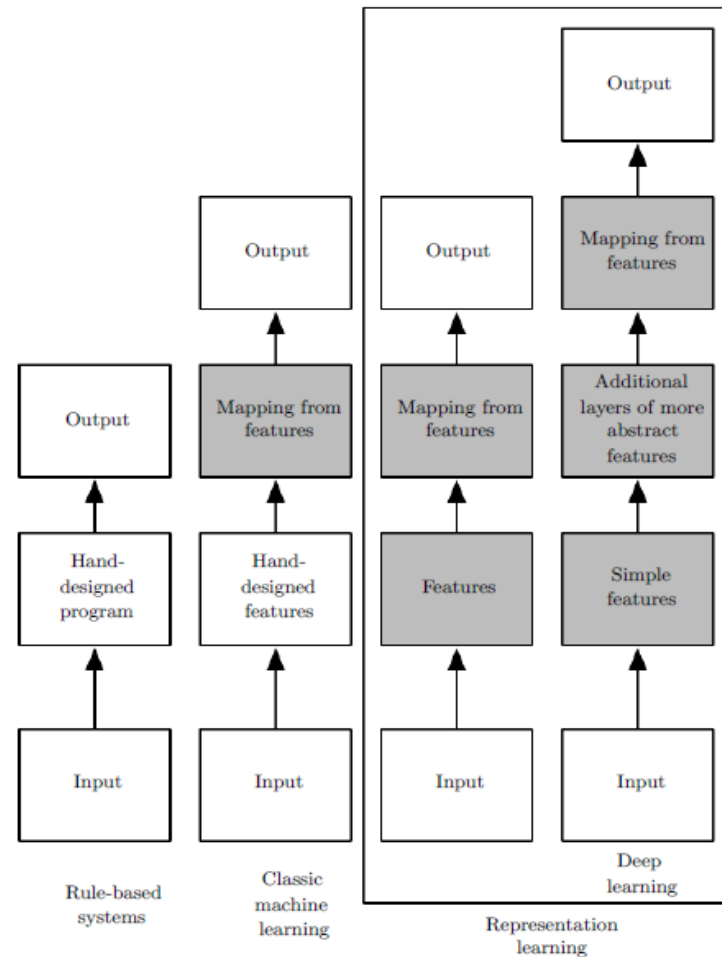 Output
Output
Output
Mapping from
features
Output
Mapping from
features
Mapping from
features
Additional
layers of more
abstract
features
Hand-
designed
program
Hand-
designed
features
Features
Simple
features
Input
Input
Input
Input
Rule-based
systems
Classic
machine
learning
Representation
learning
Deep
learning